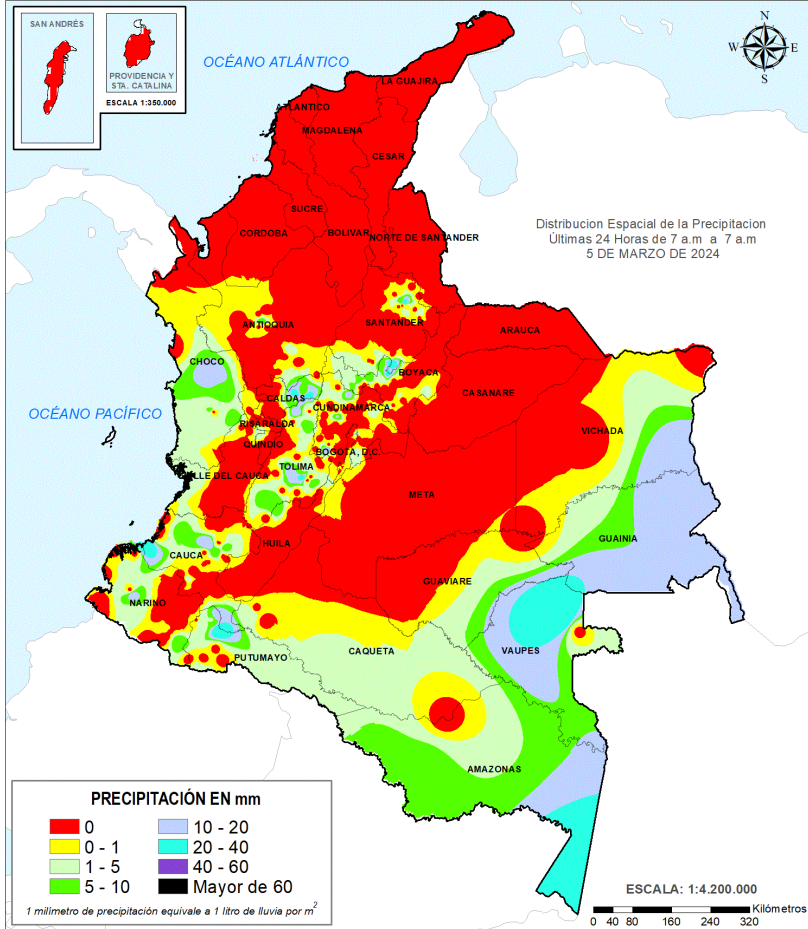 SAN ANDRÉS
PROVIDENCIA Y
STA. CATALINA
ESCALA 1:350.000
OCÉANO ATLÁNTICO
N
W
E
S
LA GUAJIRA
ATLANTICO
MAGDALENA
CESAR
SUCRE
CORDOBA
BOLIVAR
NORTE DE SANTANDER
Distribucion Espacial de la Precipitacion
Últimas 24 Horas de 7 a.m a 7 a.m
5 DE MARZO DE 2024
ANTIOQUIA
SANTANDER
ARAUCA
CHOCO
BOYACA
CASANARE
CALDAS
CUNDINAMARCA
OCÉANO PACÍFICO
RISARALDA
VICHADA
QUINDIO
BOGOTA, D.C.
TOLIMA
VALLE DEL CAUCA
META
GUAINIA
HUILA
CAUCA
GUAVIARE
NARIÑO
VAUPES
CAQUETA
PUTUMAYO
AMAZONAS
PRECIPITACIÓN EN mm
0
10 - 20
0 - 1
20 - 40
1 - 5
40 - 60
5 - 10
Mayor de 60
1 milímetro de precipitación equivale a 1 litro de lluvia por m²
ESCALA: 1:4.200.000
Kilómetros
0 40 80 160 240 320